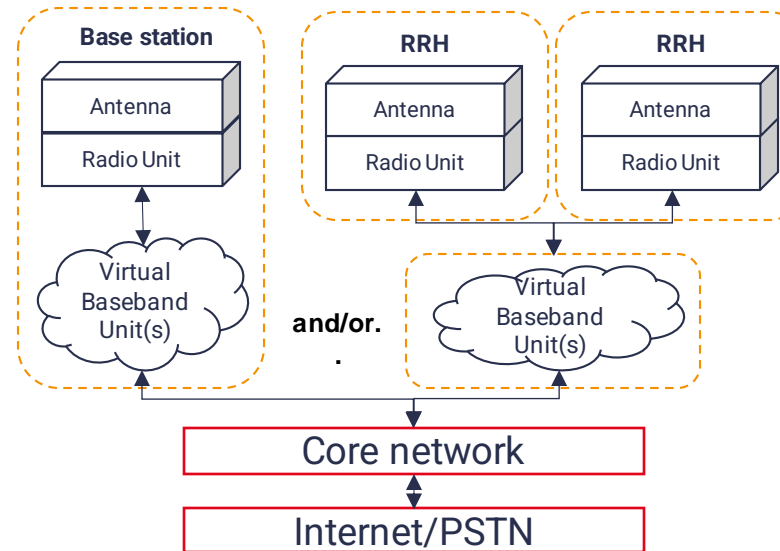 Base station
RRH
RRH
Antenna
Radio Unit
Antenna
Radio Unit
Antenna
Radio Unit
Virtual
Baseband
Unit(s)
and/or.
.
Virtual
Baseband
Unit(s)
Core network
Internet/PSTN